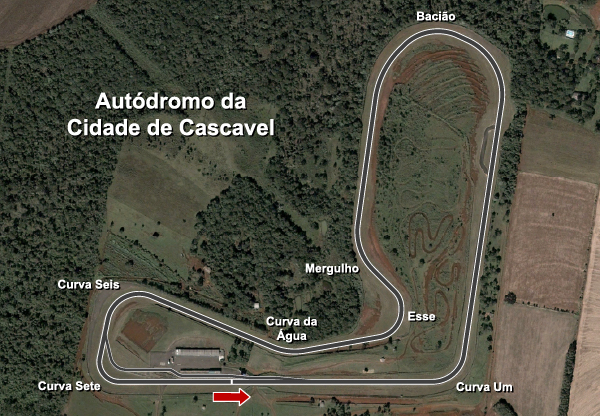 Bacião
Autódromo da
Cidade de Cascavel
Mergulho
Curva Seis
Curva da
Água
Esse
Curva Sete
Curva Um